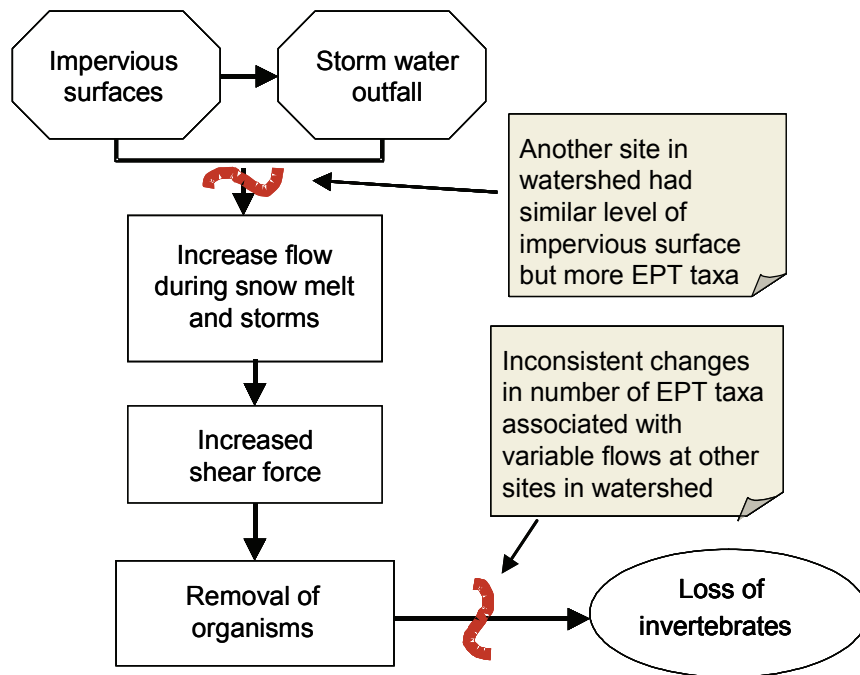 Impervious
surfaces
Storm water
outfall
Another site in
watershed had
similar level of
impervious surface
but more EPT taxa
Increase flow
during snow melt
and storms
Inconsistent changes
in number of EPT taxa
associated with
variable flows at other
sites in watershed
Increased
shear force
Removal of
organisms
Loss of
invertebrates